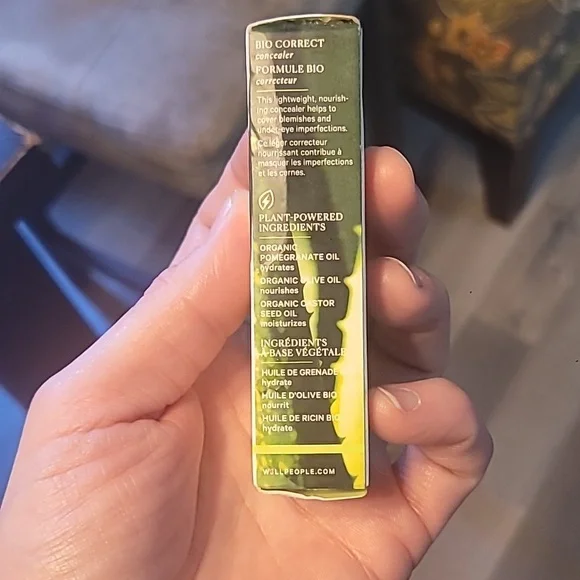 BIO CORRECT
concealer
FORMULE BIO
correcteur
This lightweight, nourish-
ing concealer helps to
cover blemishes and
under-eye imperfections.
Ce léger correcteur
nourrissant contribue à
masquer les imperfections
et les cernes.
PLANT-POWERED
INGREDIENTS
ORGANIC
POMEGRANATE OIL
hydrates
ORGANIC OLIVE OIL
nourishes
ORGANIC CASTOR
SEED OIL
moisturizes
INGRÉDIENTS
À BASE VÉGÉTALE
HUILE DE GRENADE
hydrate
HUILE D'OLIVE BIO
nourrit
HUILE DE RICIN BIO
hydrate
W3LLPEOPLE.COM